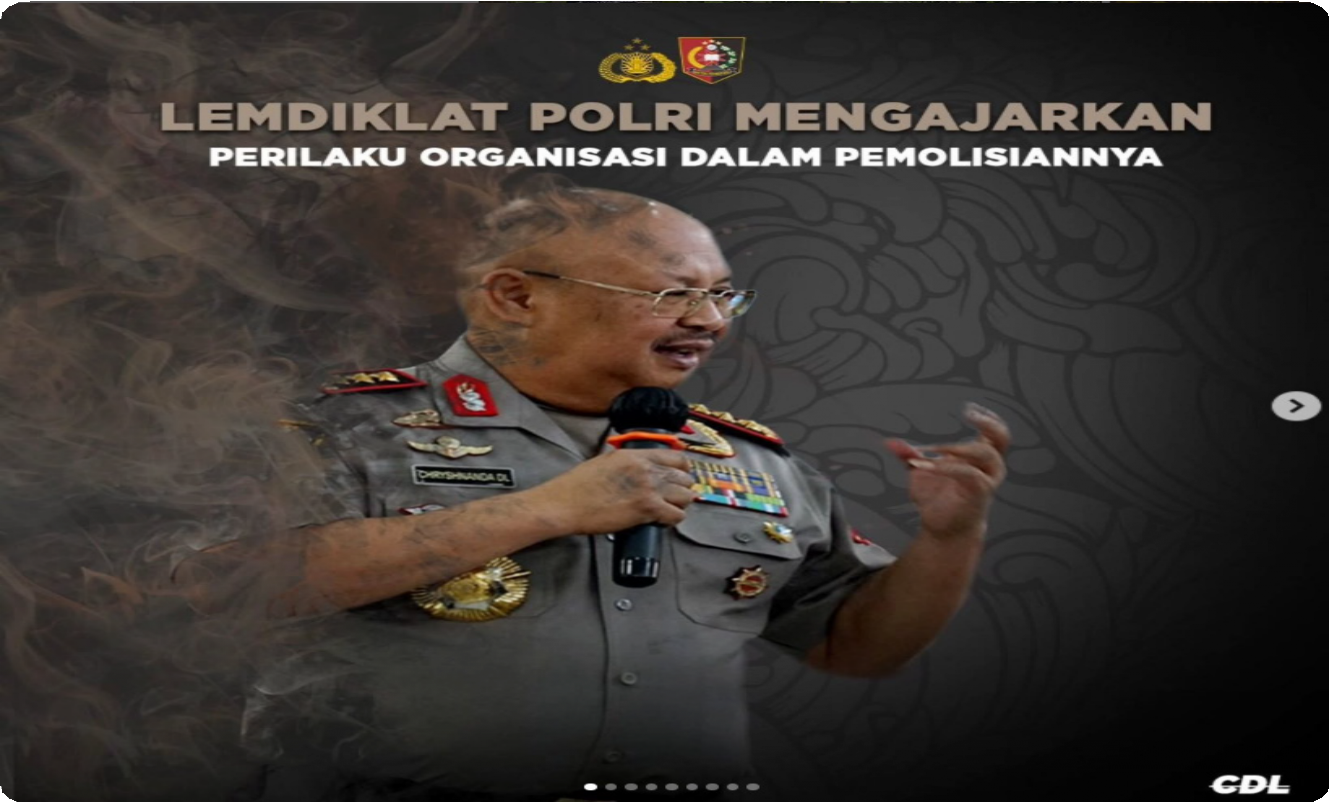 LEMDIKLAT POLRI MENGAJARKAN
PERILAKU ORGANISASI DALAM PEMOLISIANNYA
CHRYSHNANDA DL
CDL